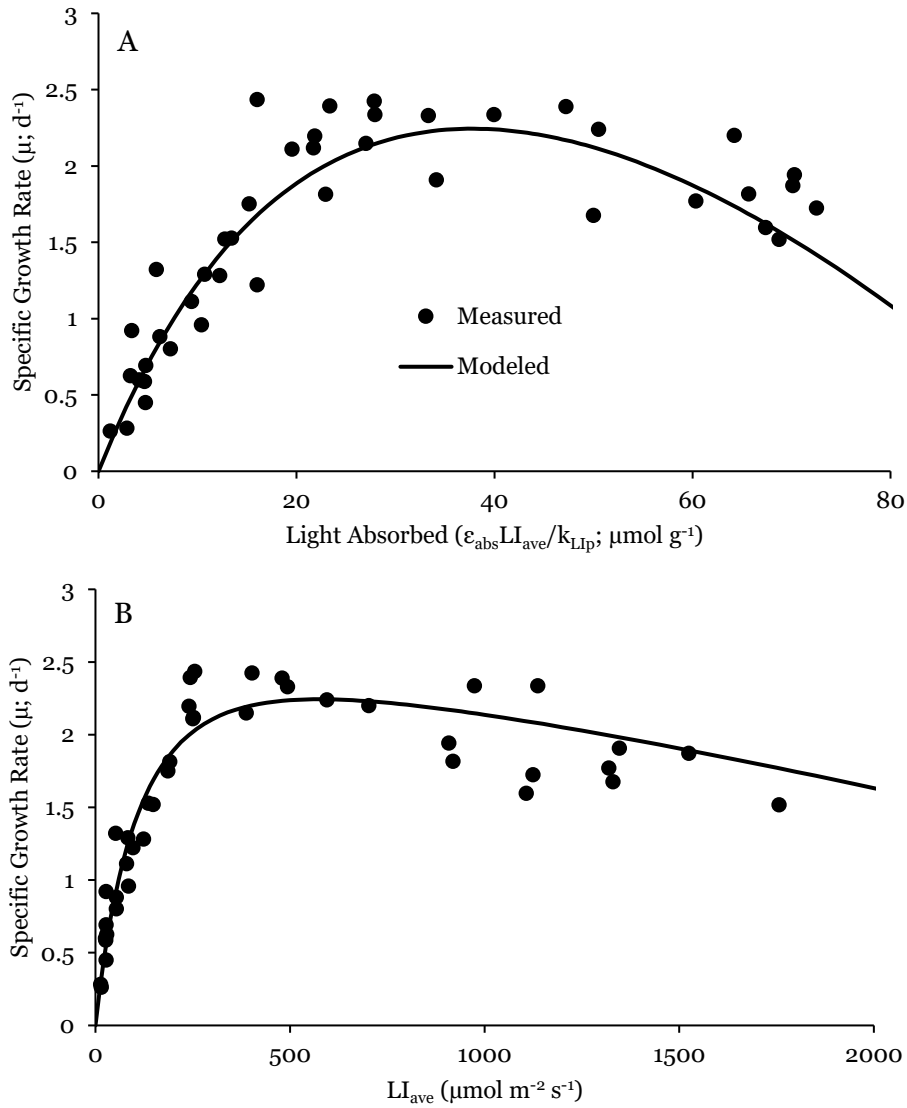 A
3
2.5
2
1.5
1
0.5
0
Specific Growth Rate (μ; d⁻¹)
Measured
Modeled
0 20 40 60 80
Light Absorbed (εabsLIave/kLIp; μmol g⁻¹)
B
3
2.5
2
1.5
1
0.5
0
Specific Growth Rate (μ; d⁻¹)
0 500 1000 1500 2000
LIave (μmol m⁻² s⁻¹)